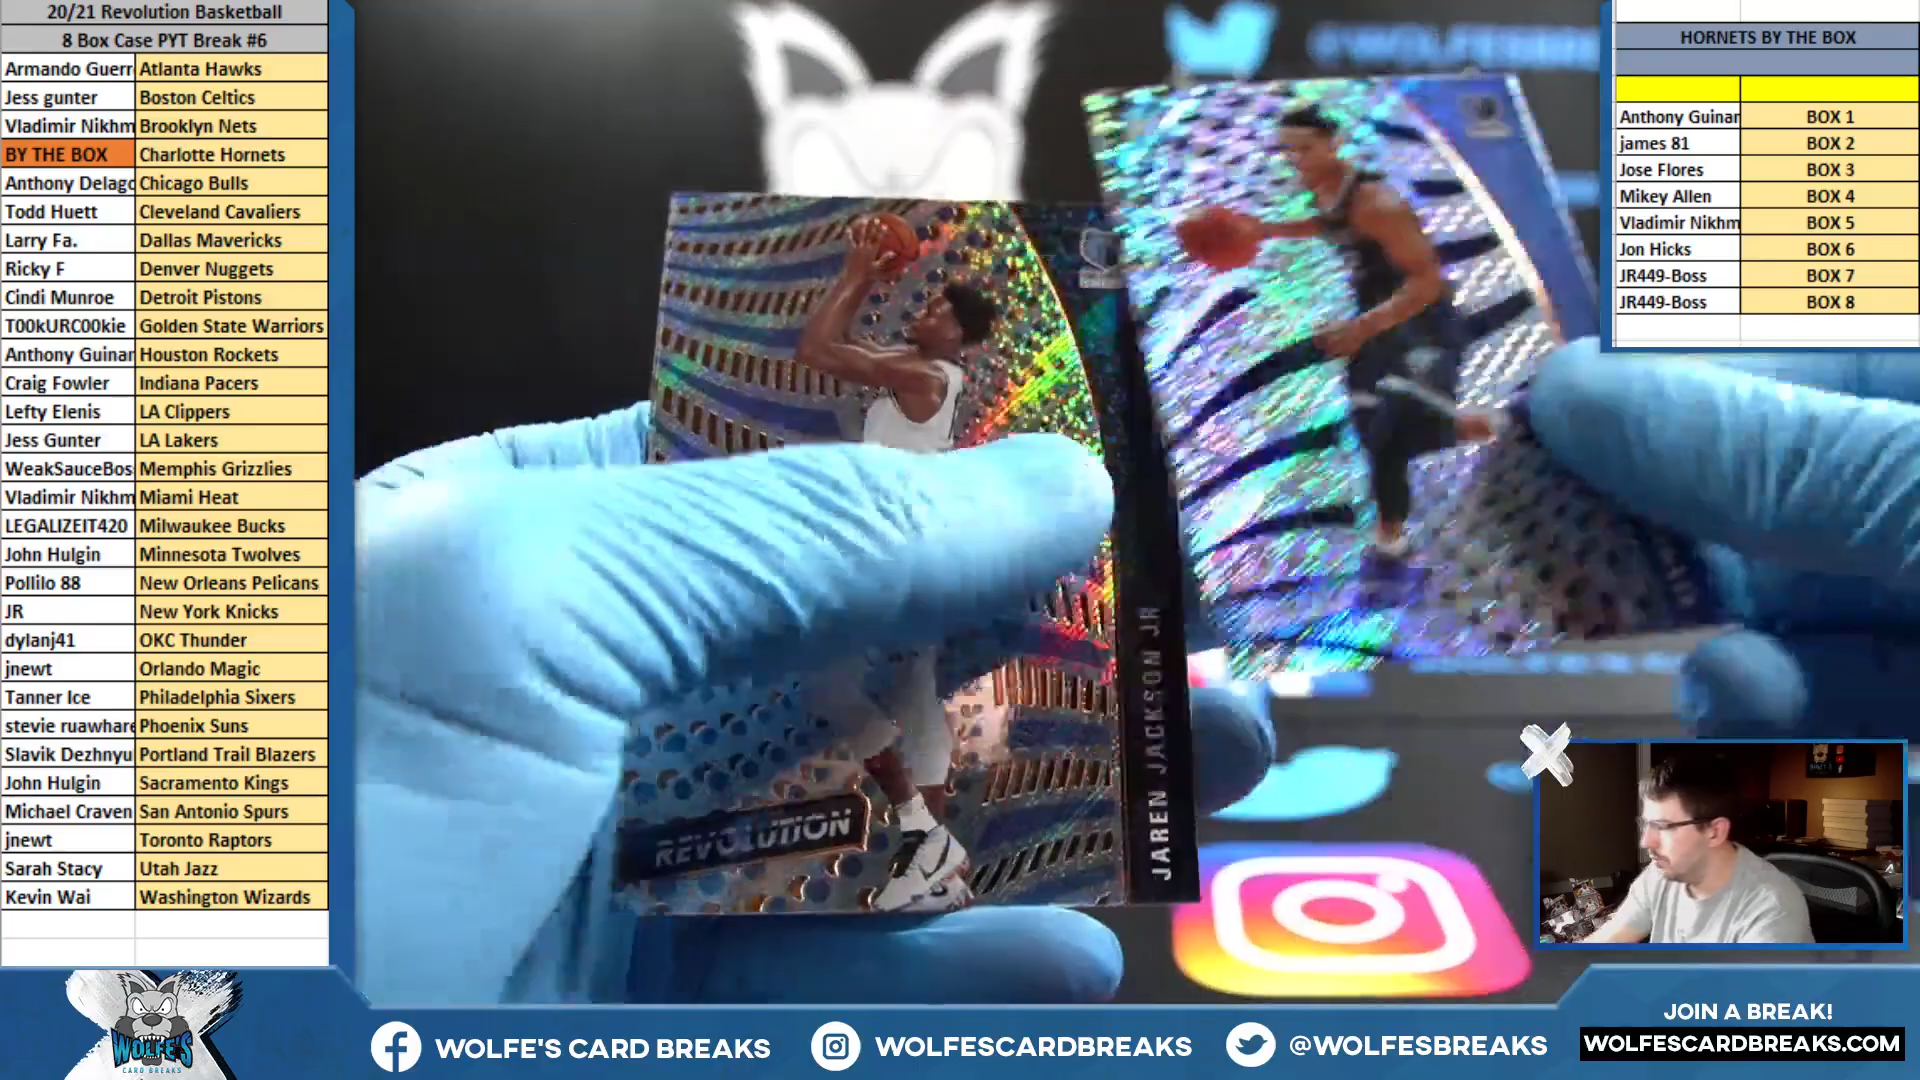 20/21 Revolution Basketball
8 Box Case PYT Break #6
Armando Guerr Atlanta Hawks
Jess gunter Boston Celtics
Vladimir Nikhm Brooklyn Nets
BY THE BOX Charlotte Hornets
Anthony Delago Chicago Bulls
Todd Huett Cleveland Cavaliers
Larry Fa. Dallas Mavericks
Ricky F Denver Nuggets
Cindi Munroe Detroit Pistons
T00kURC00kie Golden State Warriors
Anthony Guinar Houston Rockets
Craig Fowler Indiana Pacers
Lefty Elenis LA Clippers
Jess Gunter LA Lakers
WeakSauceBos Memphis Grizzlies
Vladimir Nikhm Miami Heat
LEGALIZEIT420 Milwaukee Bucks
John Hulgin Minnesota Twolves
Pollilo 88 New Orleans Pelicans
JR New York Knicks
dylanj41 OKC Thunder
jnewt Orlando Magic
Tanner Ice Philadelphia Sixers
stevie ruawhare Phoenix Suns
Slavik Dezhnyu Portland Trail Blazers
John Hulgin Sacramento Kings
Michael Craven San Antonio Spurs
jnewt Toronto Raptors
Sarah Stacy Utah Jazz
Kevin Wai Washington Wizards
HORNETS BY THE BOX
Anthony Guinar BOX 1
james 81 BOX 2
Jose Flores BOX 3
Mikey Allen BOX 4
Vladimir Nikhm BOX 5
Jon Hicks BOX 6
JR449-Boss BOX 7
JR449-Boss BOX 8
@WOLFESBRE
REVOLUTION
JAREN JACKSON JR
WOLFE'S
CARD BREAKS
WOLFE'S CARD BREAKS
WOLFESCARDBREAKS
@WOLFESBREAKS
JOIN A BREAK!
WOLFESCARDBREAKS.COM